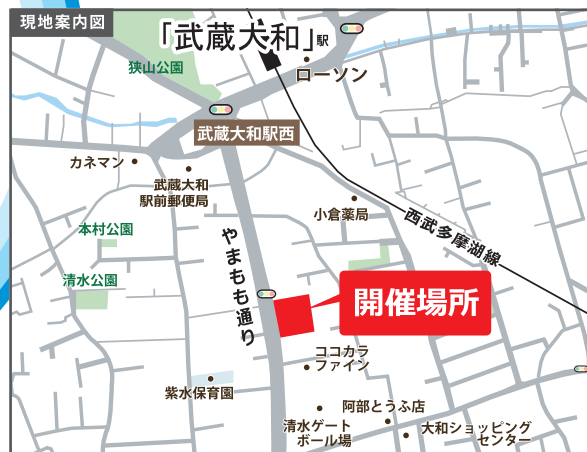 現地案内図
「武蔵大和」駅
狭山公園
ローソン
武蔵大和駅西
カネマン
武蔵大和
駅前郵便局
小倉薬局
西武多摩湖線
本村公園
やまもも通り
清水公園
開催場所
ココカラ
ファイン
紫水保育園
阿部とうふ店
清水ゲート
ボール場
大和ショッピング
センター